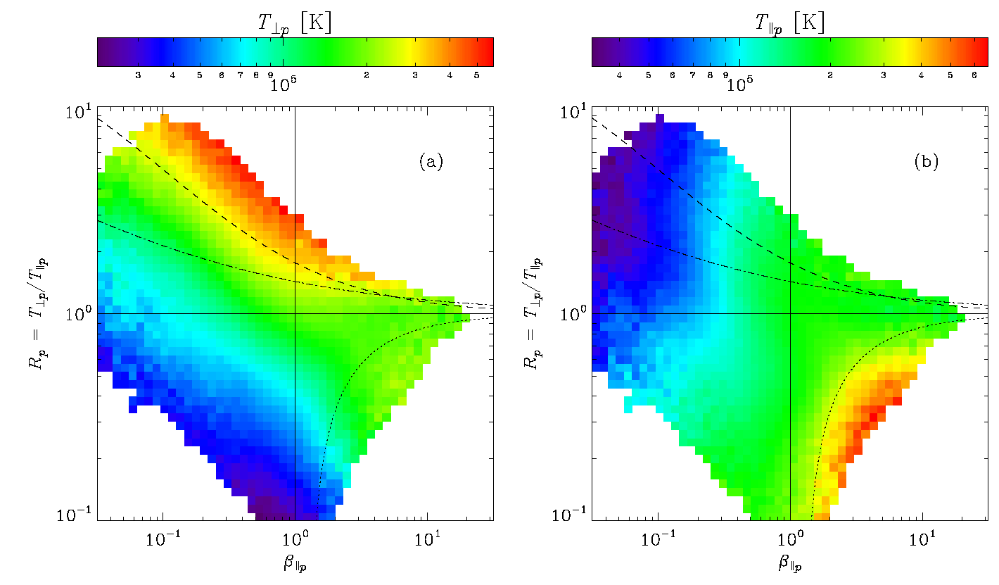 T⊥p [K]
3 4 5 6 7 8 9 10^5 2 3 4 5
T∥p [K]
4 5 6 7 8 9 10^5 2 3 4 5 6
(a)
R_p = T⊥p/T∥p
10^1
10^0
10^-1
10^-1 10^0 10^1
β∥p
(b)
R_p = T⊥p/T∥p
10^1
10^0
10^-1
10^-1 10^0 10^1
β∥p